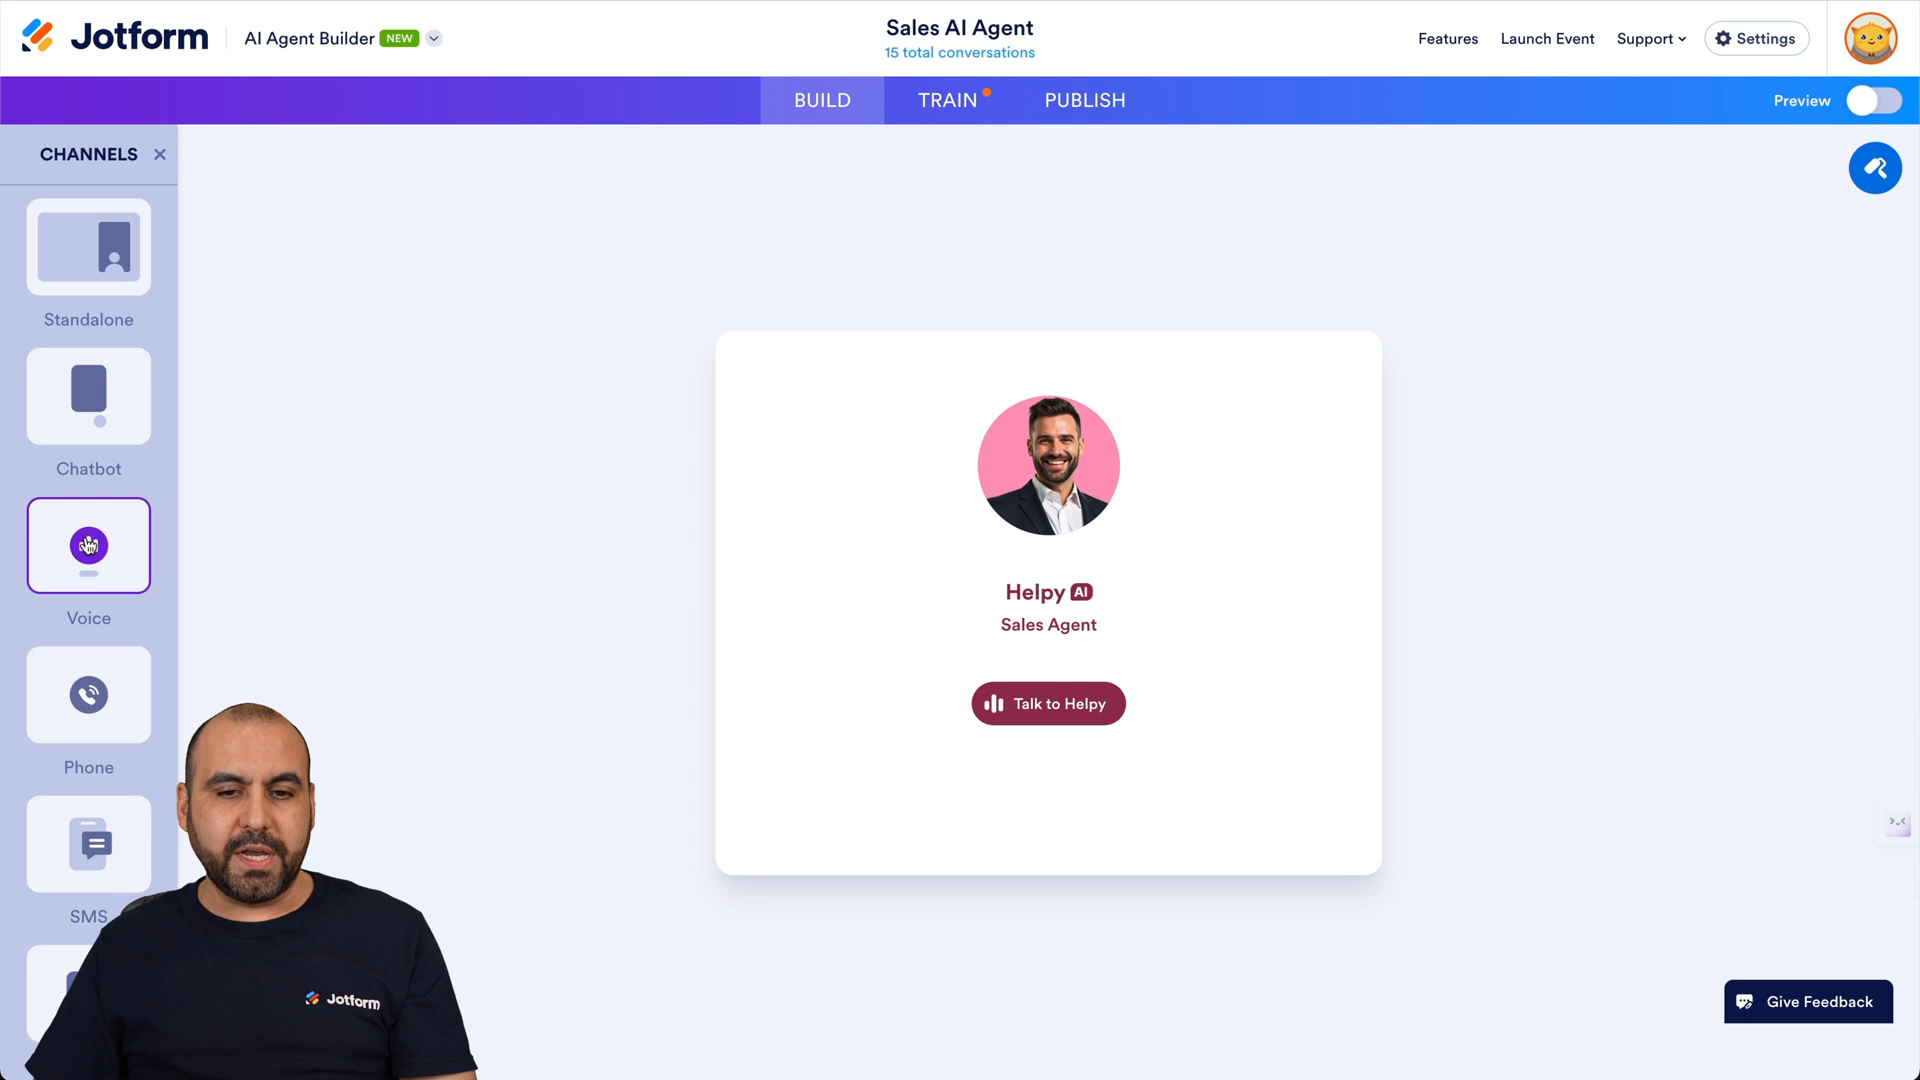 Jotform
AI Agent Builder NEW
Sales AI Agent
15 total conversations
Features
Launch Event
Support
Settings
BUILD
TRAIN
PUBLISH
Preview
CHANNELS
Standalone
Chatbot
Voice
Phone
SMS
Helpy AI
Sales Agent
Talk to Helpy
Jotform
Give Feedback